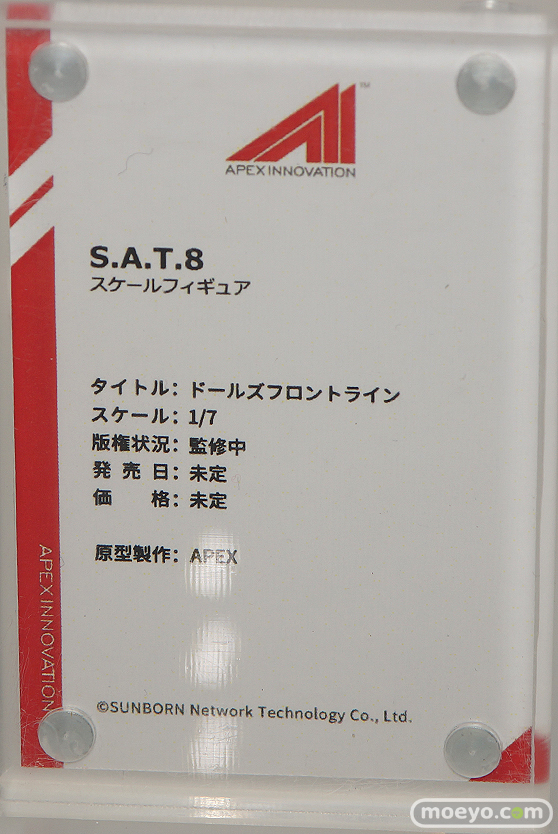 AI™
APEX INNOVATION
S.A.T.8
スケールフィギュア
タイトル： ドールズフロントライン
スケール： 1/7
版権状況： 監修中
発売日： 未定
価　格： 未定
原型製作： APEX
APEX INNOVATION
©SUNBORN Network Technology Co., Ltd.
moeyo.com